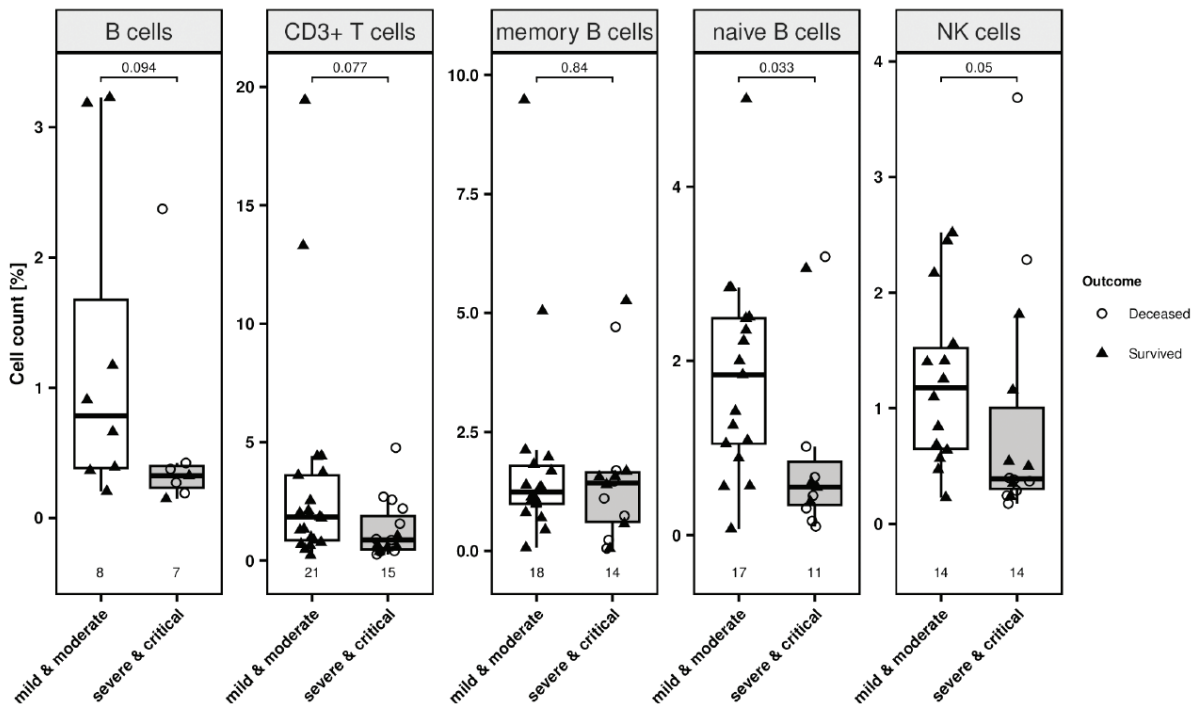 B cells
CD3+ T cells
memory B cells
naive B cells
NK cells
0.094
0.077
0.84
0.033
0.05
Cell count [%]
3
2
1
0
20
15
10
5
0
10.0
7.5
5.0
2.5
0.0
4
2
0
4
3
2
1
0
8
7
21
15
18
14
17
11
14
14
mild & moderate
severe & critical
mild & moderate
severe & critical
mild & moderate
severe & critical
mild & moderate
severe & critical
mild & moderate
severe & critical
Outcome
Deceased
Survived